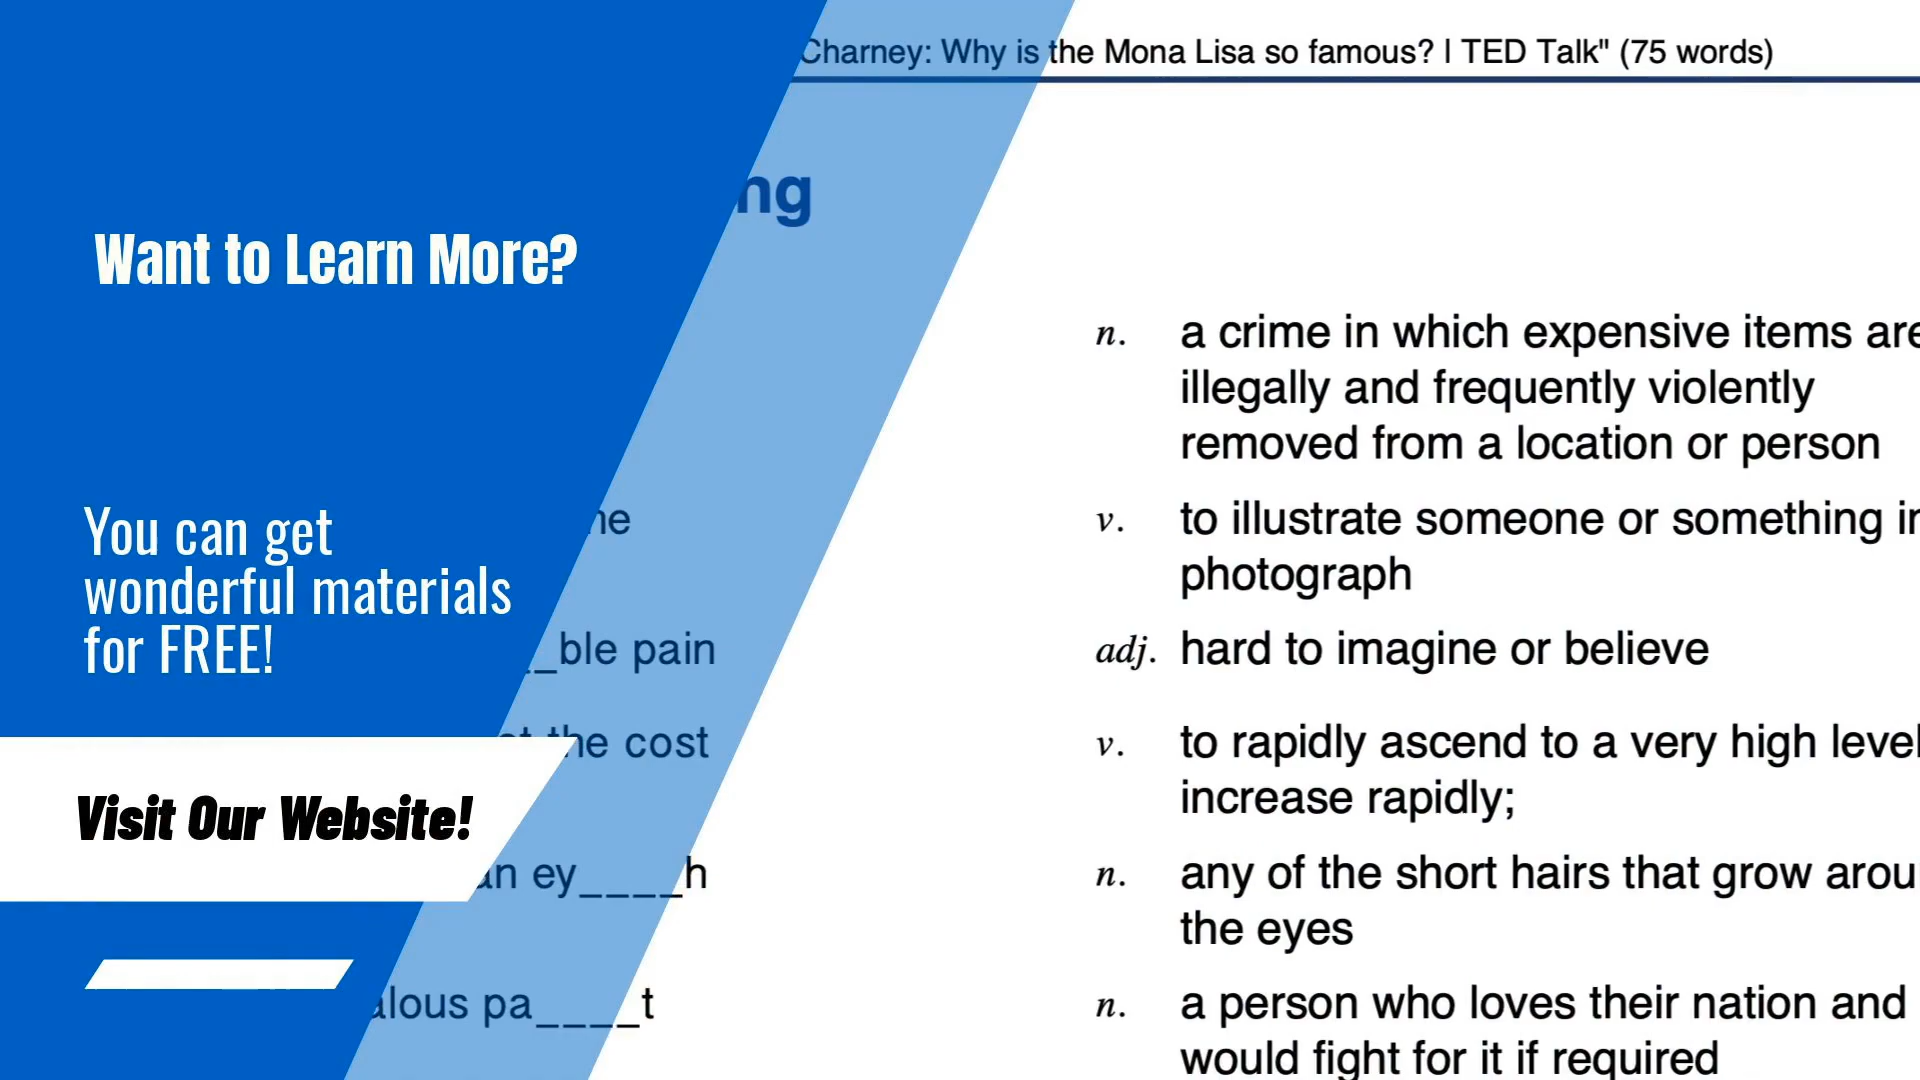 Charney: Why is the Mona Lisa so famous? | TED Talk" (75 words)
ng
Want to Learn More?
You can get
wonderful materials
for FREE!
Visit Our Website!
n. a crime in which expensive items are
illegally and frequently violently
removed from a location or person
v. to illustrate someone or something in
photograph
_ble pain
adj. hard to imagine or believe
the cost
v. to rapidly ascend to a very high level
increase rapidly;
an ey____h
n. any of the short hairs that grow arou
the eyes
alous pa____t
n. a person who loves their nation and
would fight for it if required